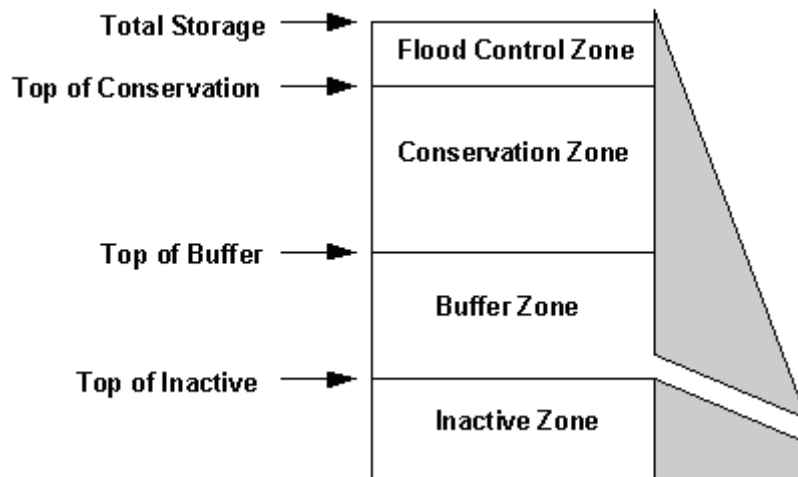 Total Storage
Flood Control Zone
Top of Conservation
Conservation Zone
Top of Buffer
Buffer Zone
Top of Inactive
Inactive Zone